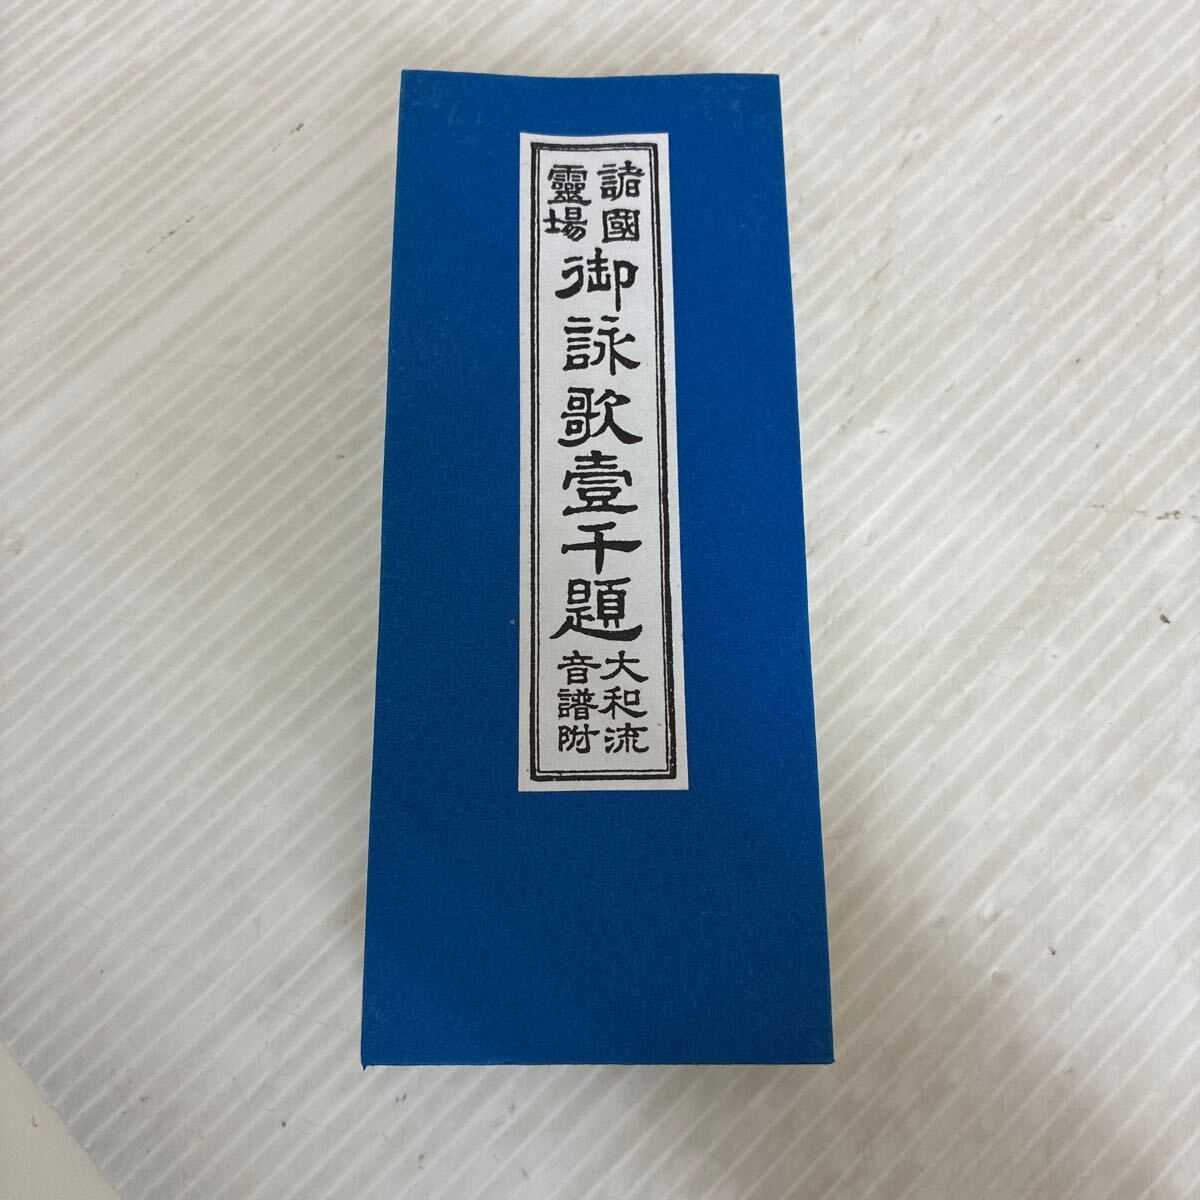 諸國
靈場
御詠歌壹千題
大和流
音譜附